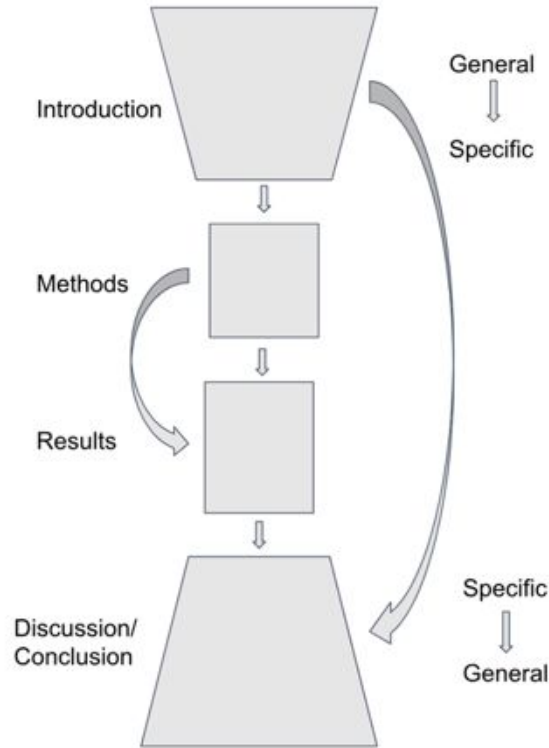 General
Introduction
Specific
Methods
Results
Specific
Discussion/
Conclusion
General